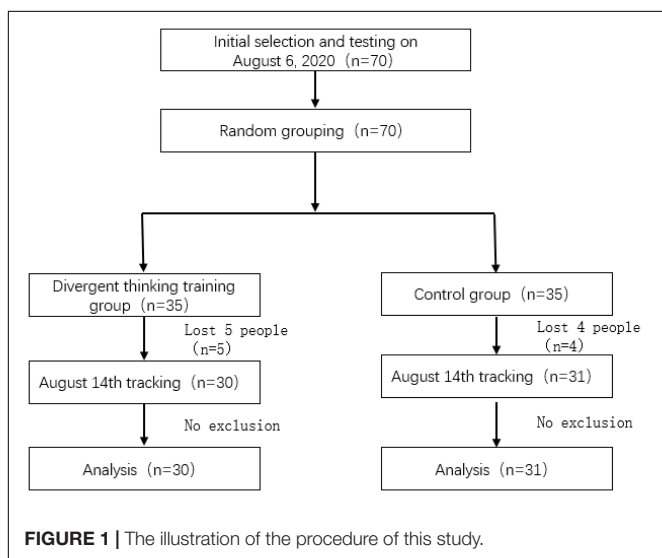 Initial selection and testing on
August 6, 2020（n=70）
Random grouping（n=70）
Divergent thinking training
group（n=35）
Control group（n=35）
Lost 5 people
(n=5)
Lost 4 people
(n=4)
August 14th tracking（n=30）
August 14th tracking（n=31）
No exclusion
No exclusion
Analysis（n=30）
Analysis（n=31）
FIGURE 1 | The illustration of the procedure of this study.